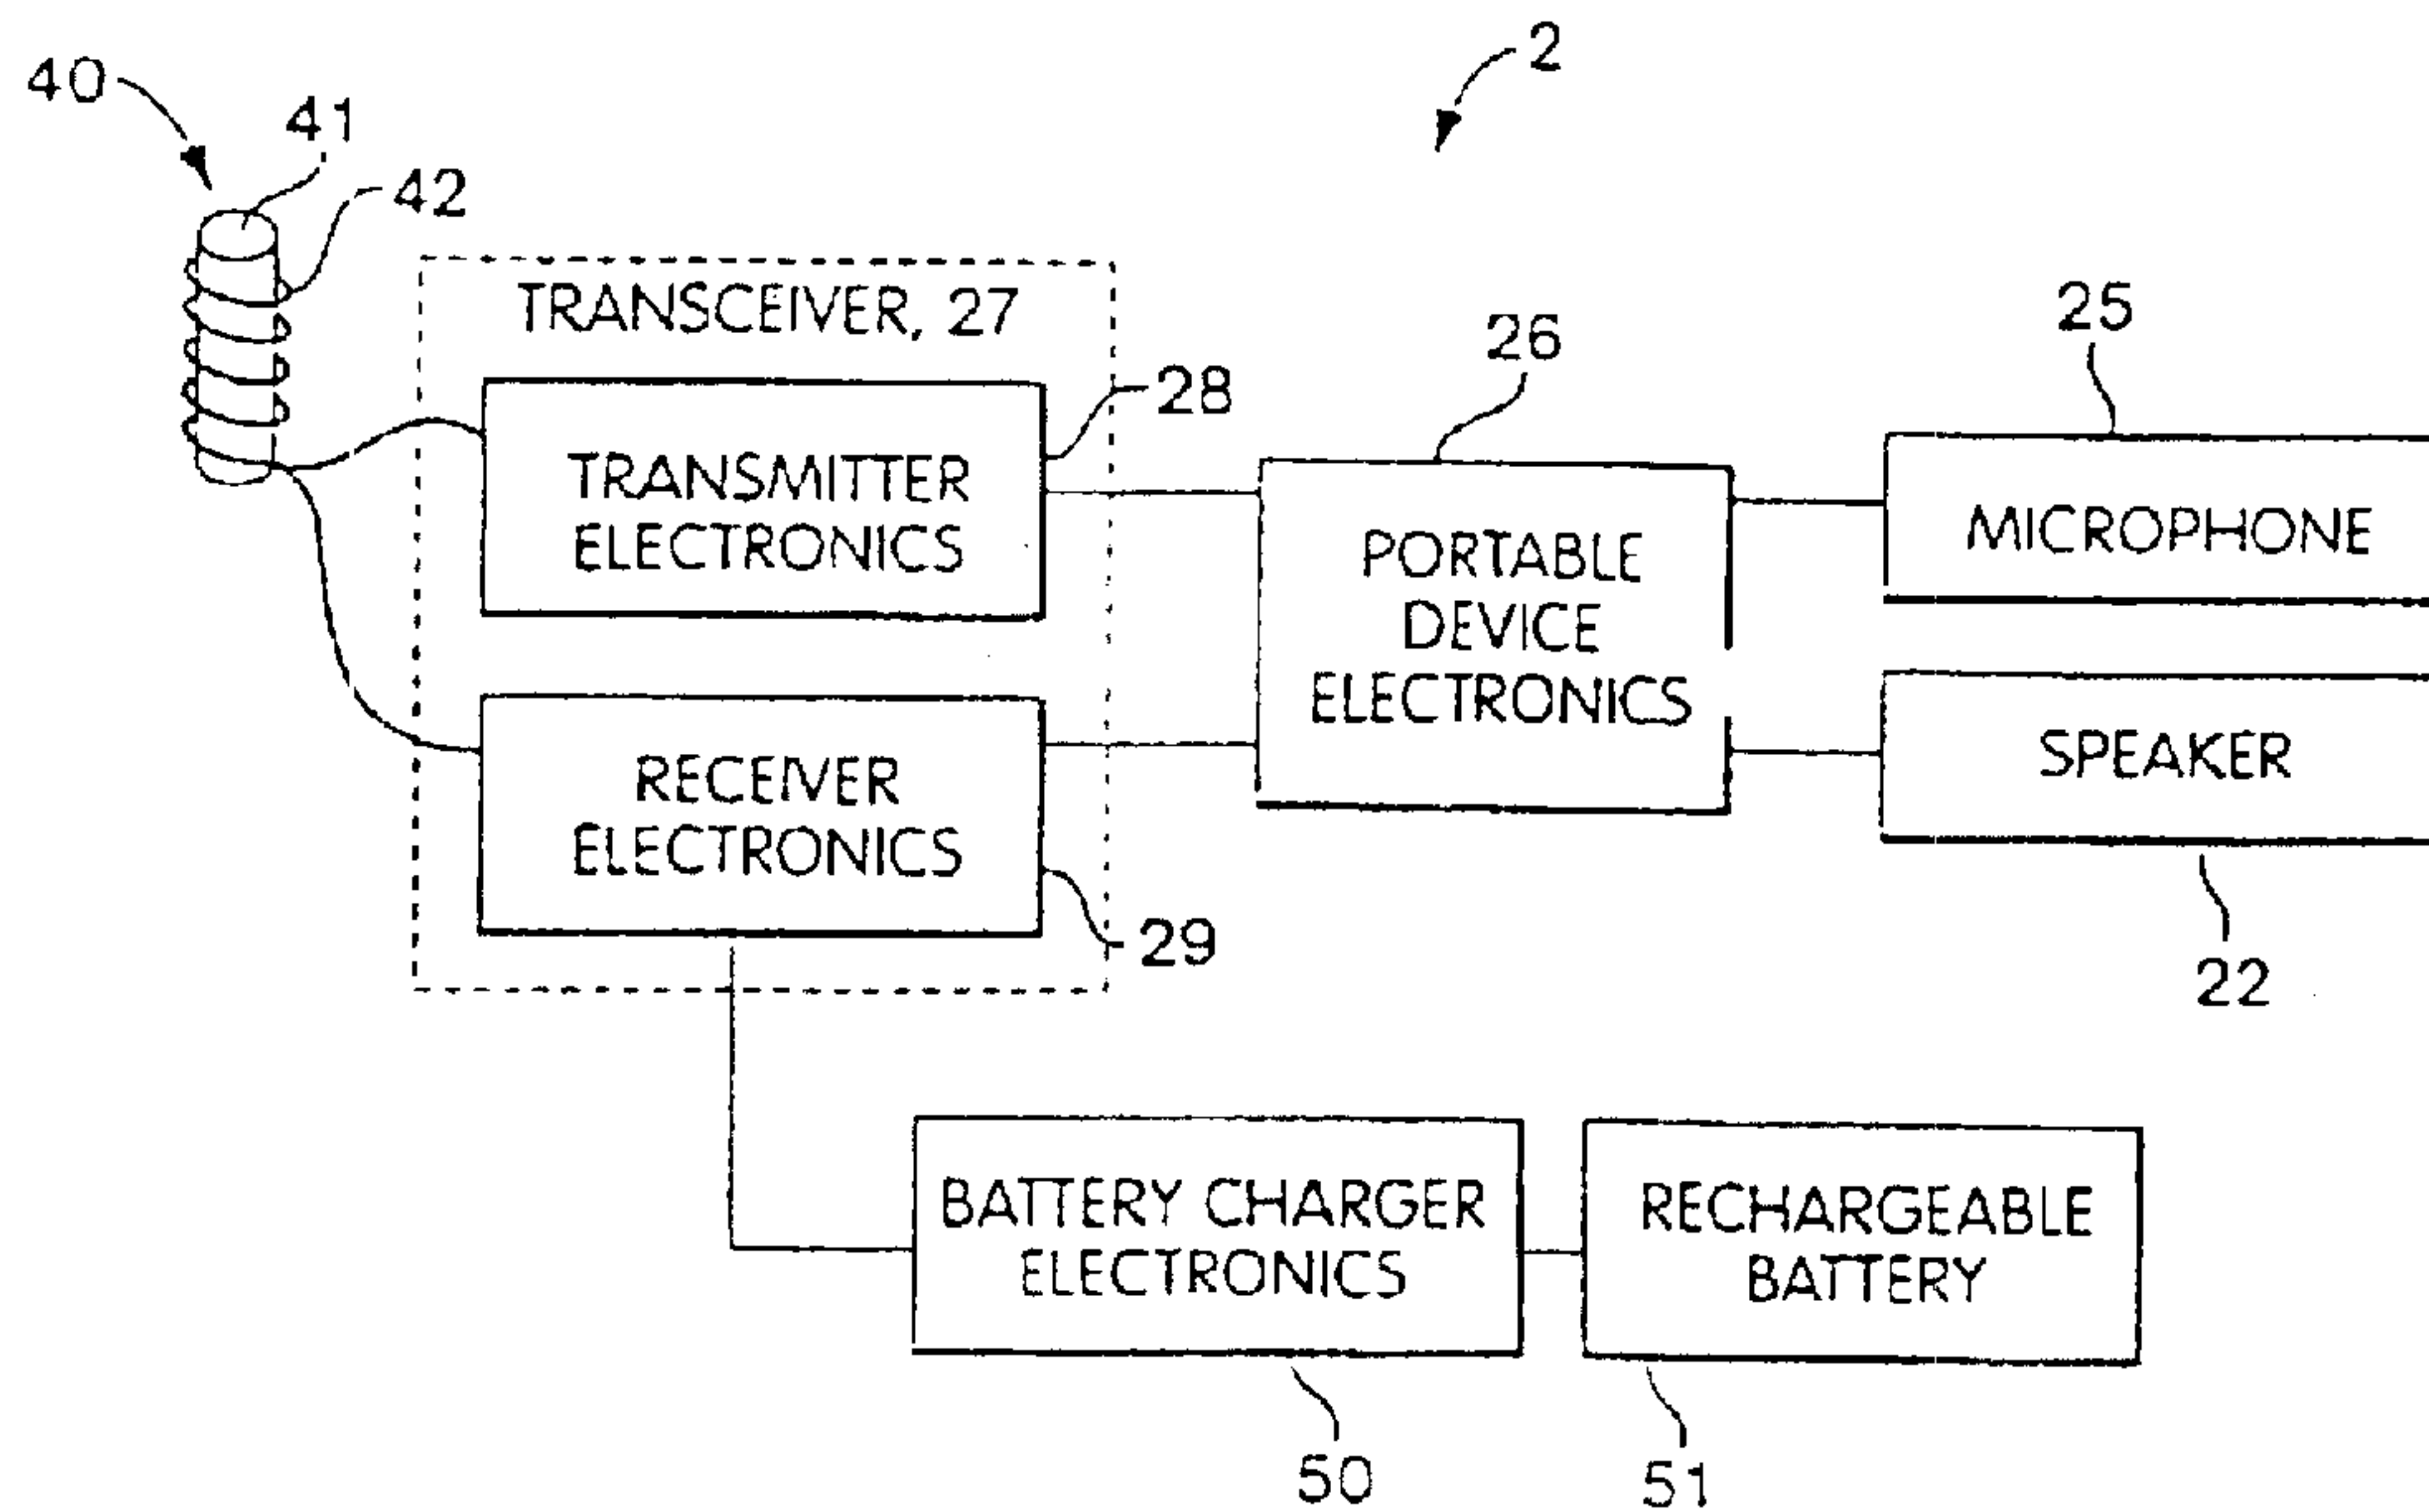 2
40
41
42
TRANSCEIVER, 27
28
TRANSMITTER
ELECTRONICS
26
PORTABLE
DEVICE
ELECTRONICS
25
MICROPHONE
RECEIVER
ELECTRONICS
29
SPEAKER
22
BATTERY CHARGER
ELECTRONICS
50
RECHARGEABLE
BATTERY
51